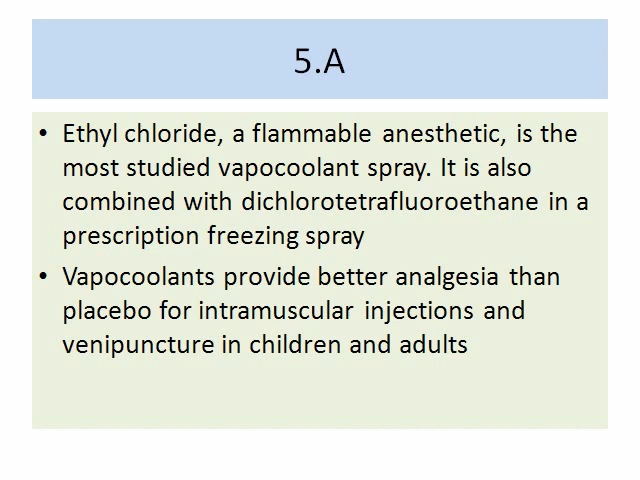 5.A
• Ethyl chloride, a flammable anesthetic, is the
most studied vapocoolant spray. It is also
combined with dichlorotetrafluoroethane in a
prescription freezing spray
• Vapocoolants provide better analgesia than
placebo for intramuscular injections and
venipuncture in children and adults